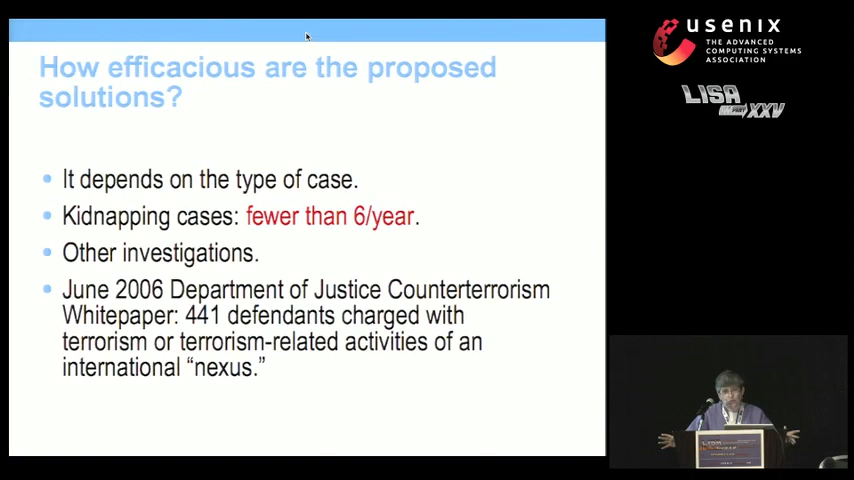 How efficacious are the proposed
solutions?
• It depends on the type of case.
• Kidnapping cases: fewer than 6/year.
• Other investigations.
• June 2006 Department of Justice Counterterrorism
Whitepaper: 441 defendants charged with
terrorism or terrorism-related activities of an
international “nexus.”
usenix
THE ADVANCED
COMPUTING SYSTEMS
ASSOCIATION
LISA
XXV